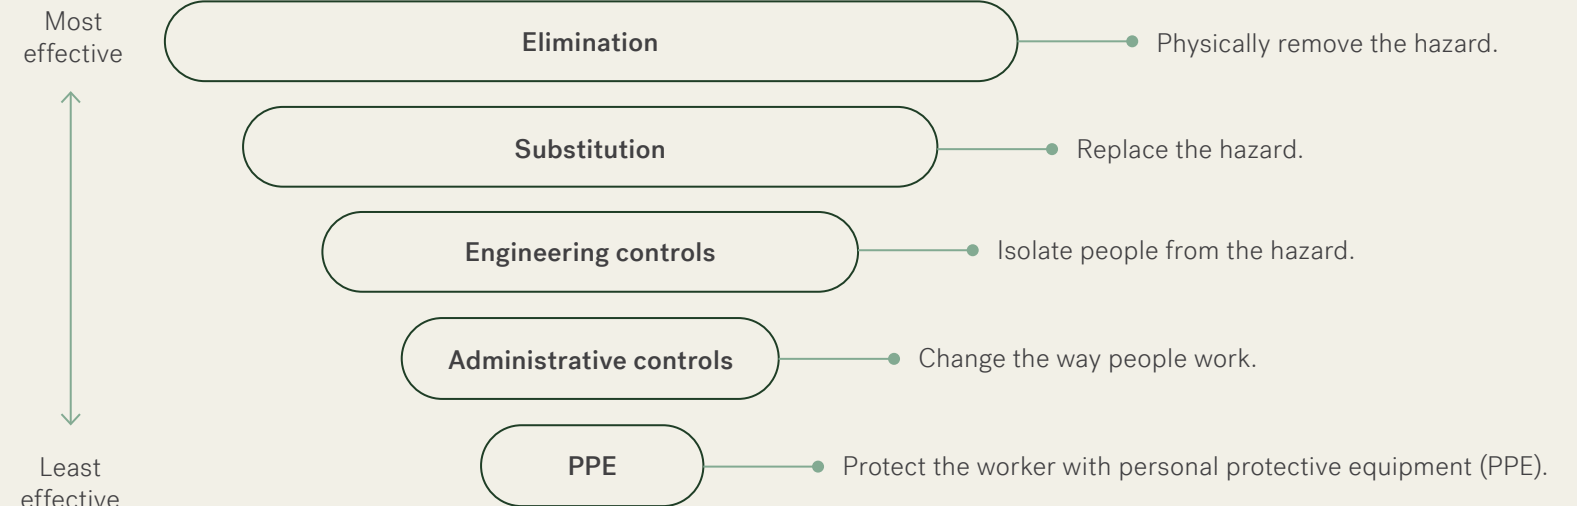 Most
effective
Elimination
Physically remove the hazard.
Substitution
Replace the hazard.
Engineering controls
Isolate people from the hazard.
Administrative controls
Change the way people work.
PPE
Protect the worker with personal protective equipment (PPE).
Least
effective